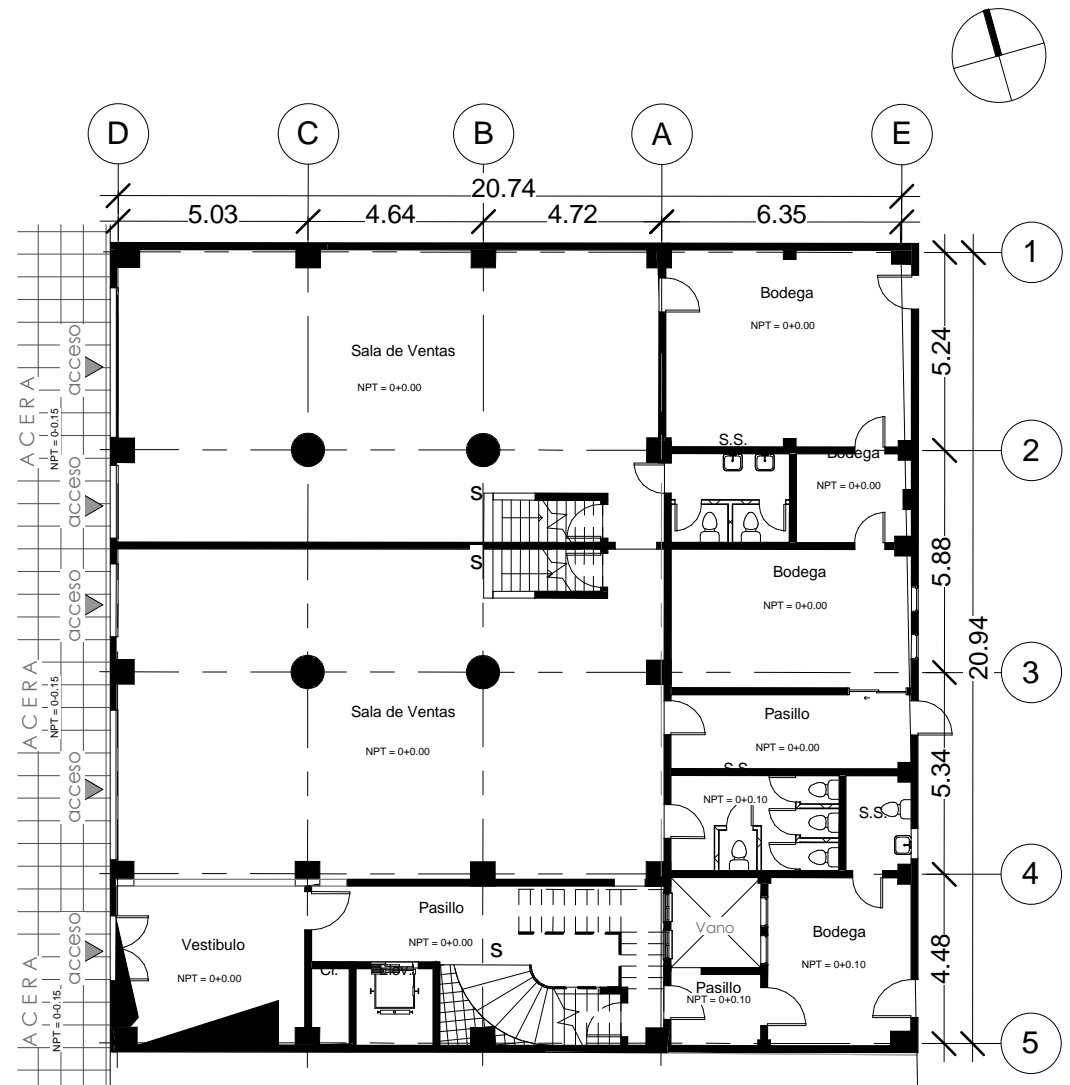 D
C
B
A
E
20.74
5.03
4.64
4.72
6.35
1
Bodega
NPT = 0+0.00
5.24
Sala de Ventas
NPT = 0+0.00
acceso
ACERA
NPT = 0-0.15
2
S.S.
Bodega
NPT = 0+0.00
acceso
S
S
5.88
Bodega
NPT = 0+0.00
acceso
20.94
3
ACERA
NPT = 0-0.15
Sala de Ventas
NPT = 0+0.00
Pasillo
NPT = 0+0.00
5.34
acceso
S.S.
NPT = 0+0.10
S.S.
4
Pasillo
NPT = 0+0.00
Vano
Bodega
NPT = 0+0.10
4.48
acceso
Vestibulo
NPT = 0+0.00
S
Cl.
Elev.
Pasillo
NPT = 0+0.10
ACERA
NPT = 0-0.15
5